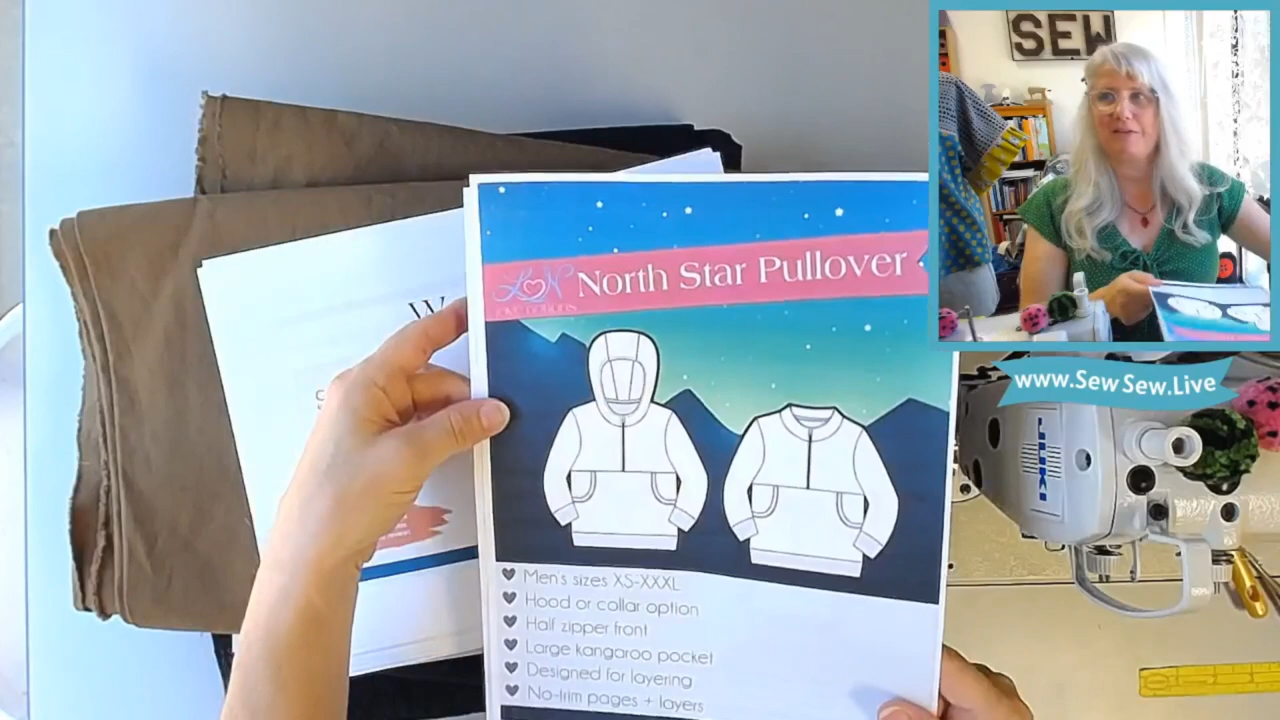 SEW
North Star Pullover
L♡N
W
Men's sizes XS-XXXL
Hood or collar option
Half zipper front
Large kangaroo pocket
Designed for layering
No-trim pages + layers
www.SewSew.Live
JUKI